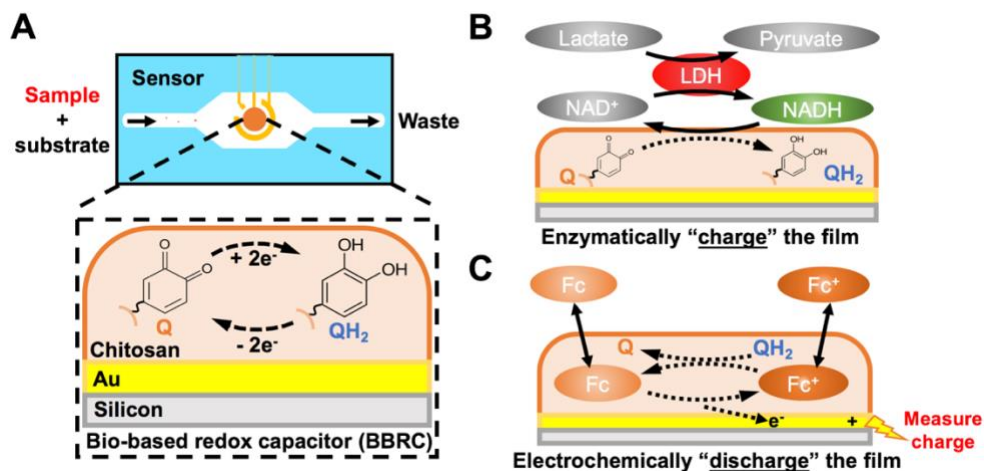 A
Sensor
Sample
+
substrate
Waste
O
O
+ 2e⁻
OH
OH
Q
- 2e⁻
QH₂
Chitosan
Au
Silicon
Bio-based redox capacitor (BBRC)
B
Lactate
Pyruvate
LDH
NAD⁺
NADH
O
O
HO
OH
Q
QH₂
Enzymatically “charge” the film
C
Fc
Fc⁺
Q
QH₂
Fc
Fc⁺
e⁻
+
Measure
charge
Electrochemically “discharge” the film